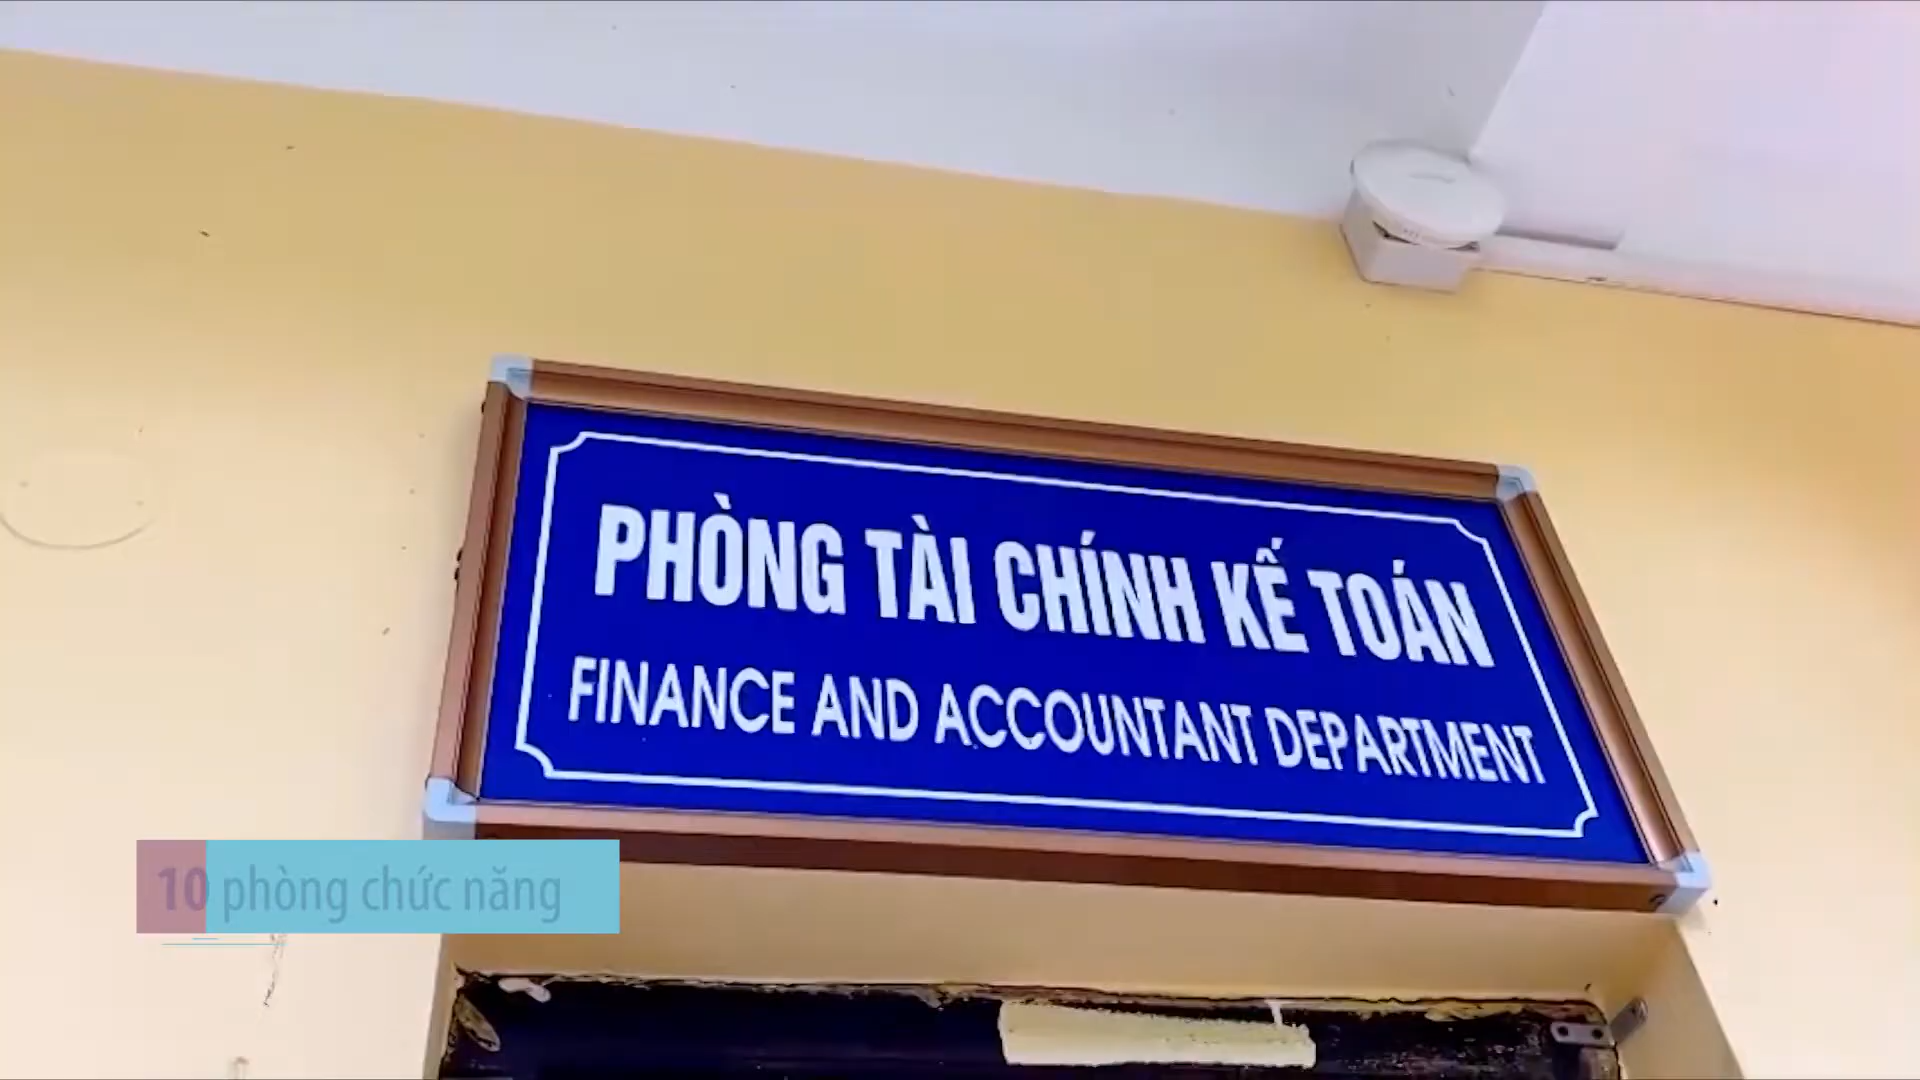 PHÒNG TÀI CHÍNH KẾ TOÁN
FINANCE AND ACCOUNTANT DEPARTMENT
10 phòng chức năng